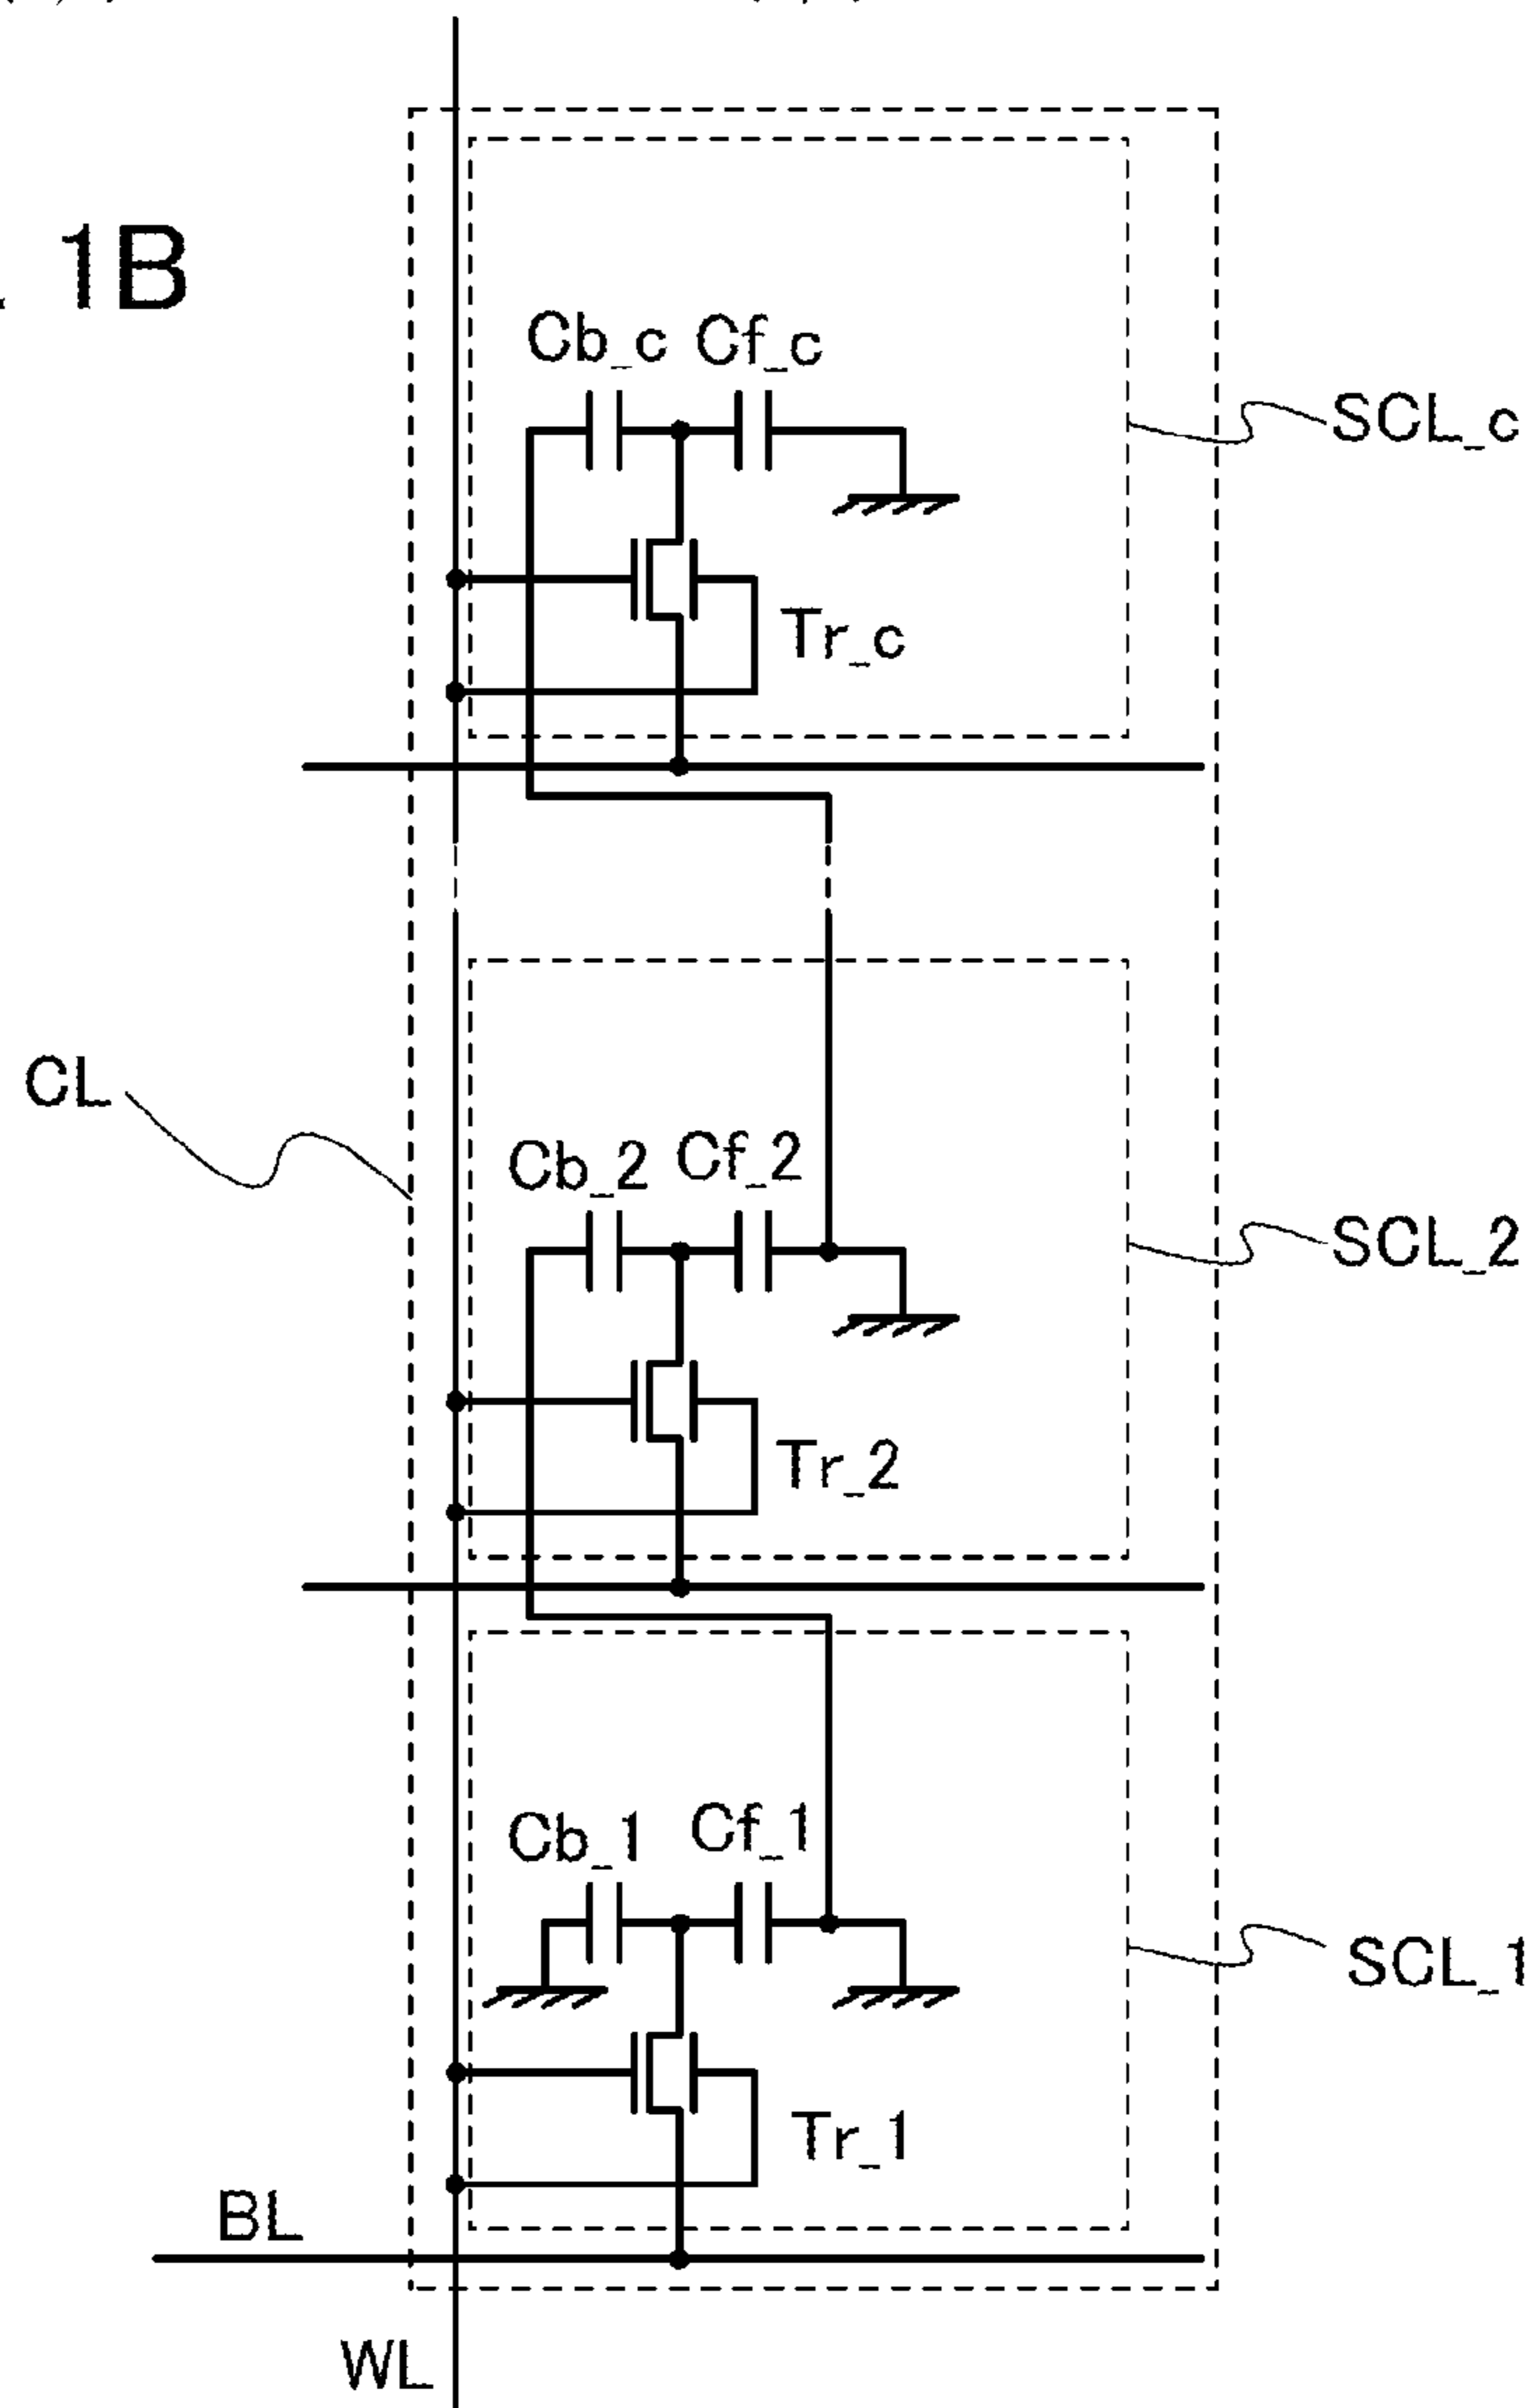 1B
Cb_c Cf_c
SCL_c
Tr_c
CL
Cb_2 Cf_2
SCL_2
Tr_2
Cb_1 Cf_1
SCL_1
Tr_1
BL
WL